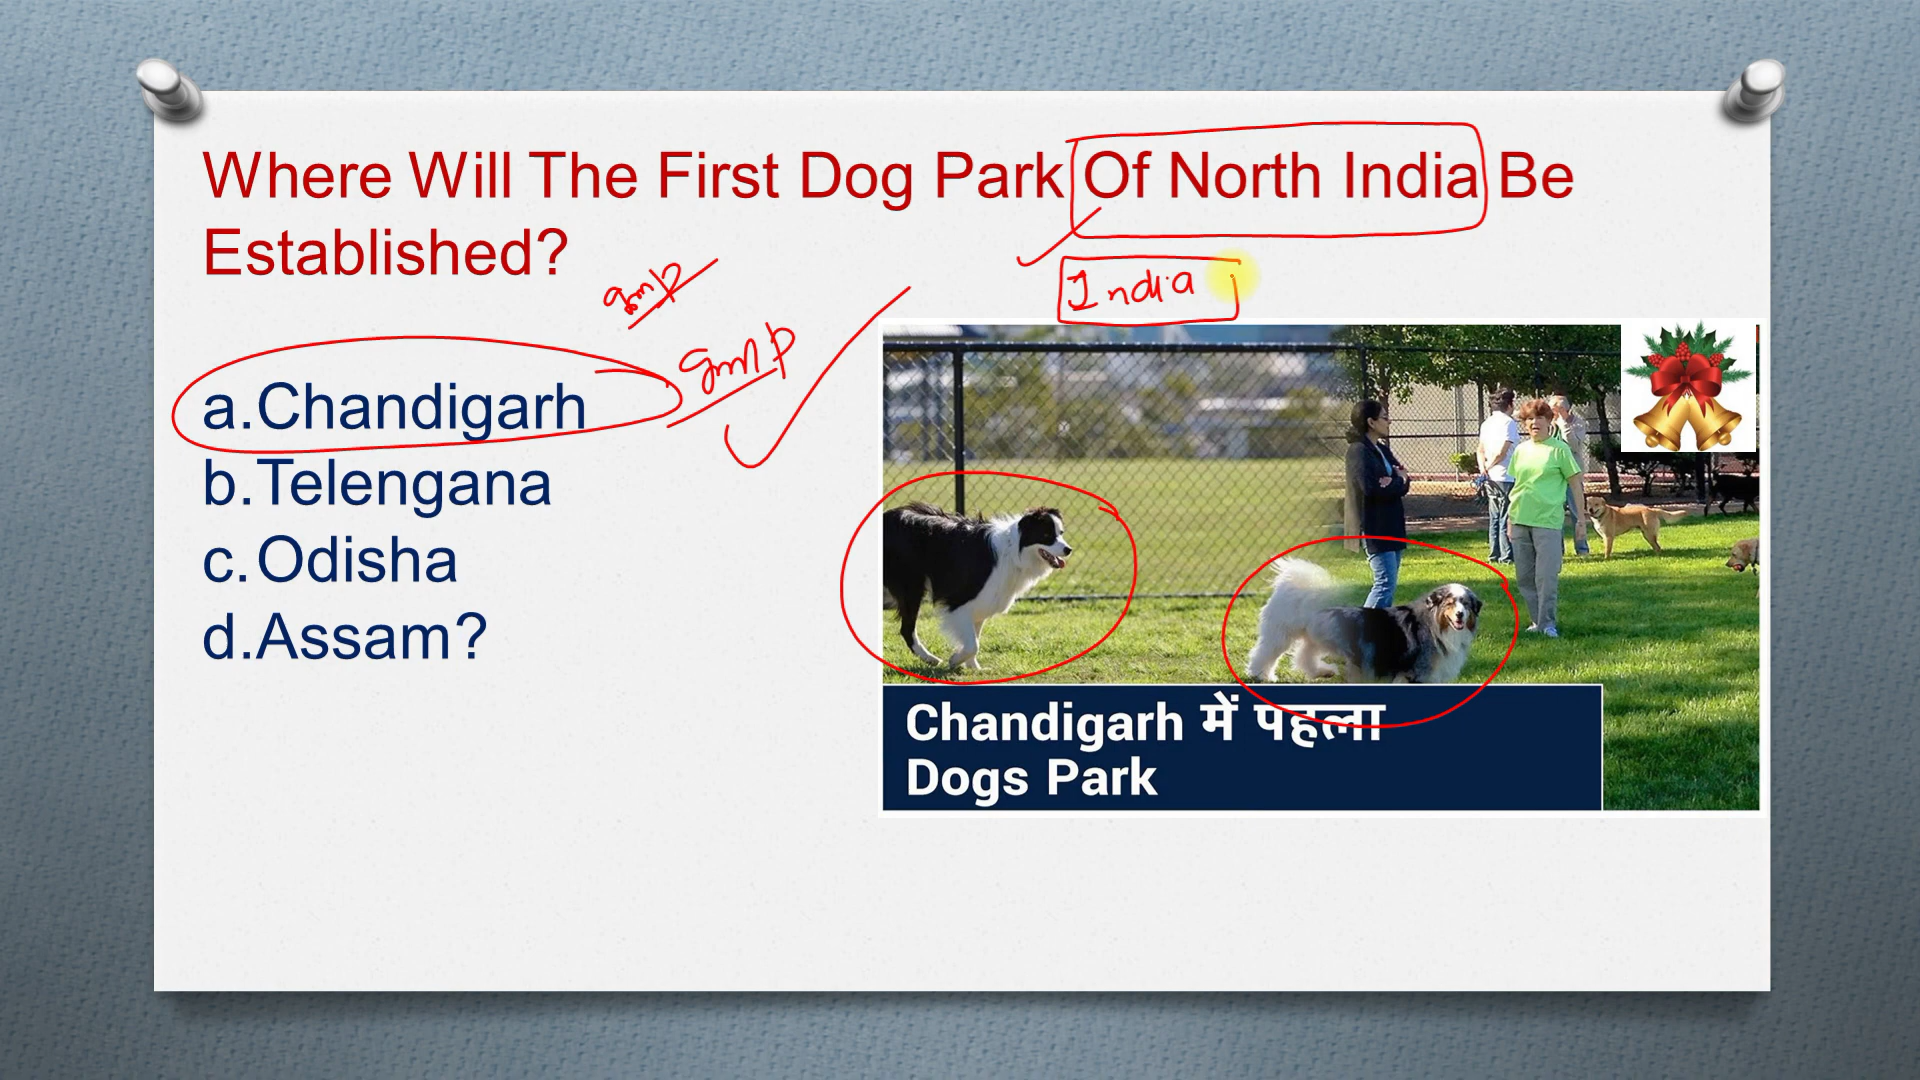 Where Will The First Dog Park Of North India Be
Established?
India
a.Chandigarh
b.Telengana
c.Odisha
d.Assam?
Chandigarh में पहला
Dogs Park